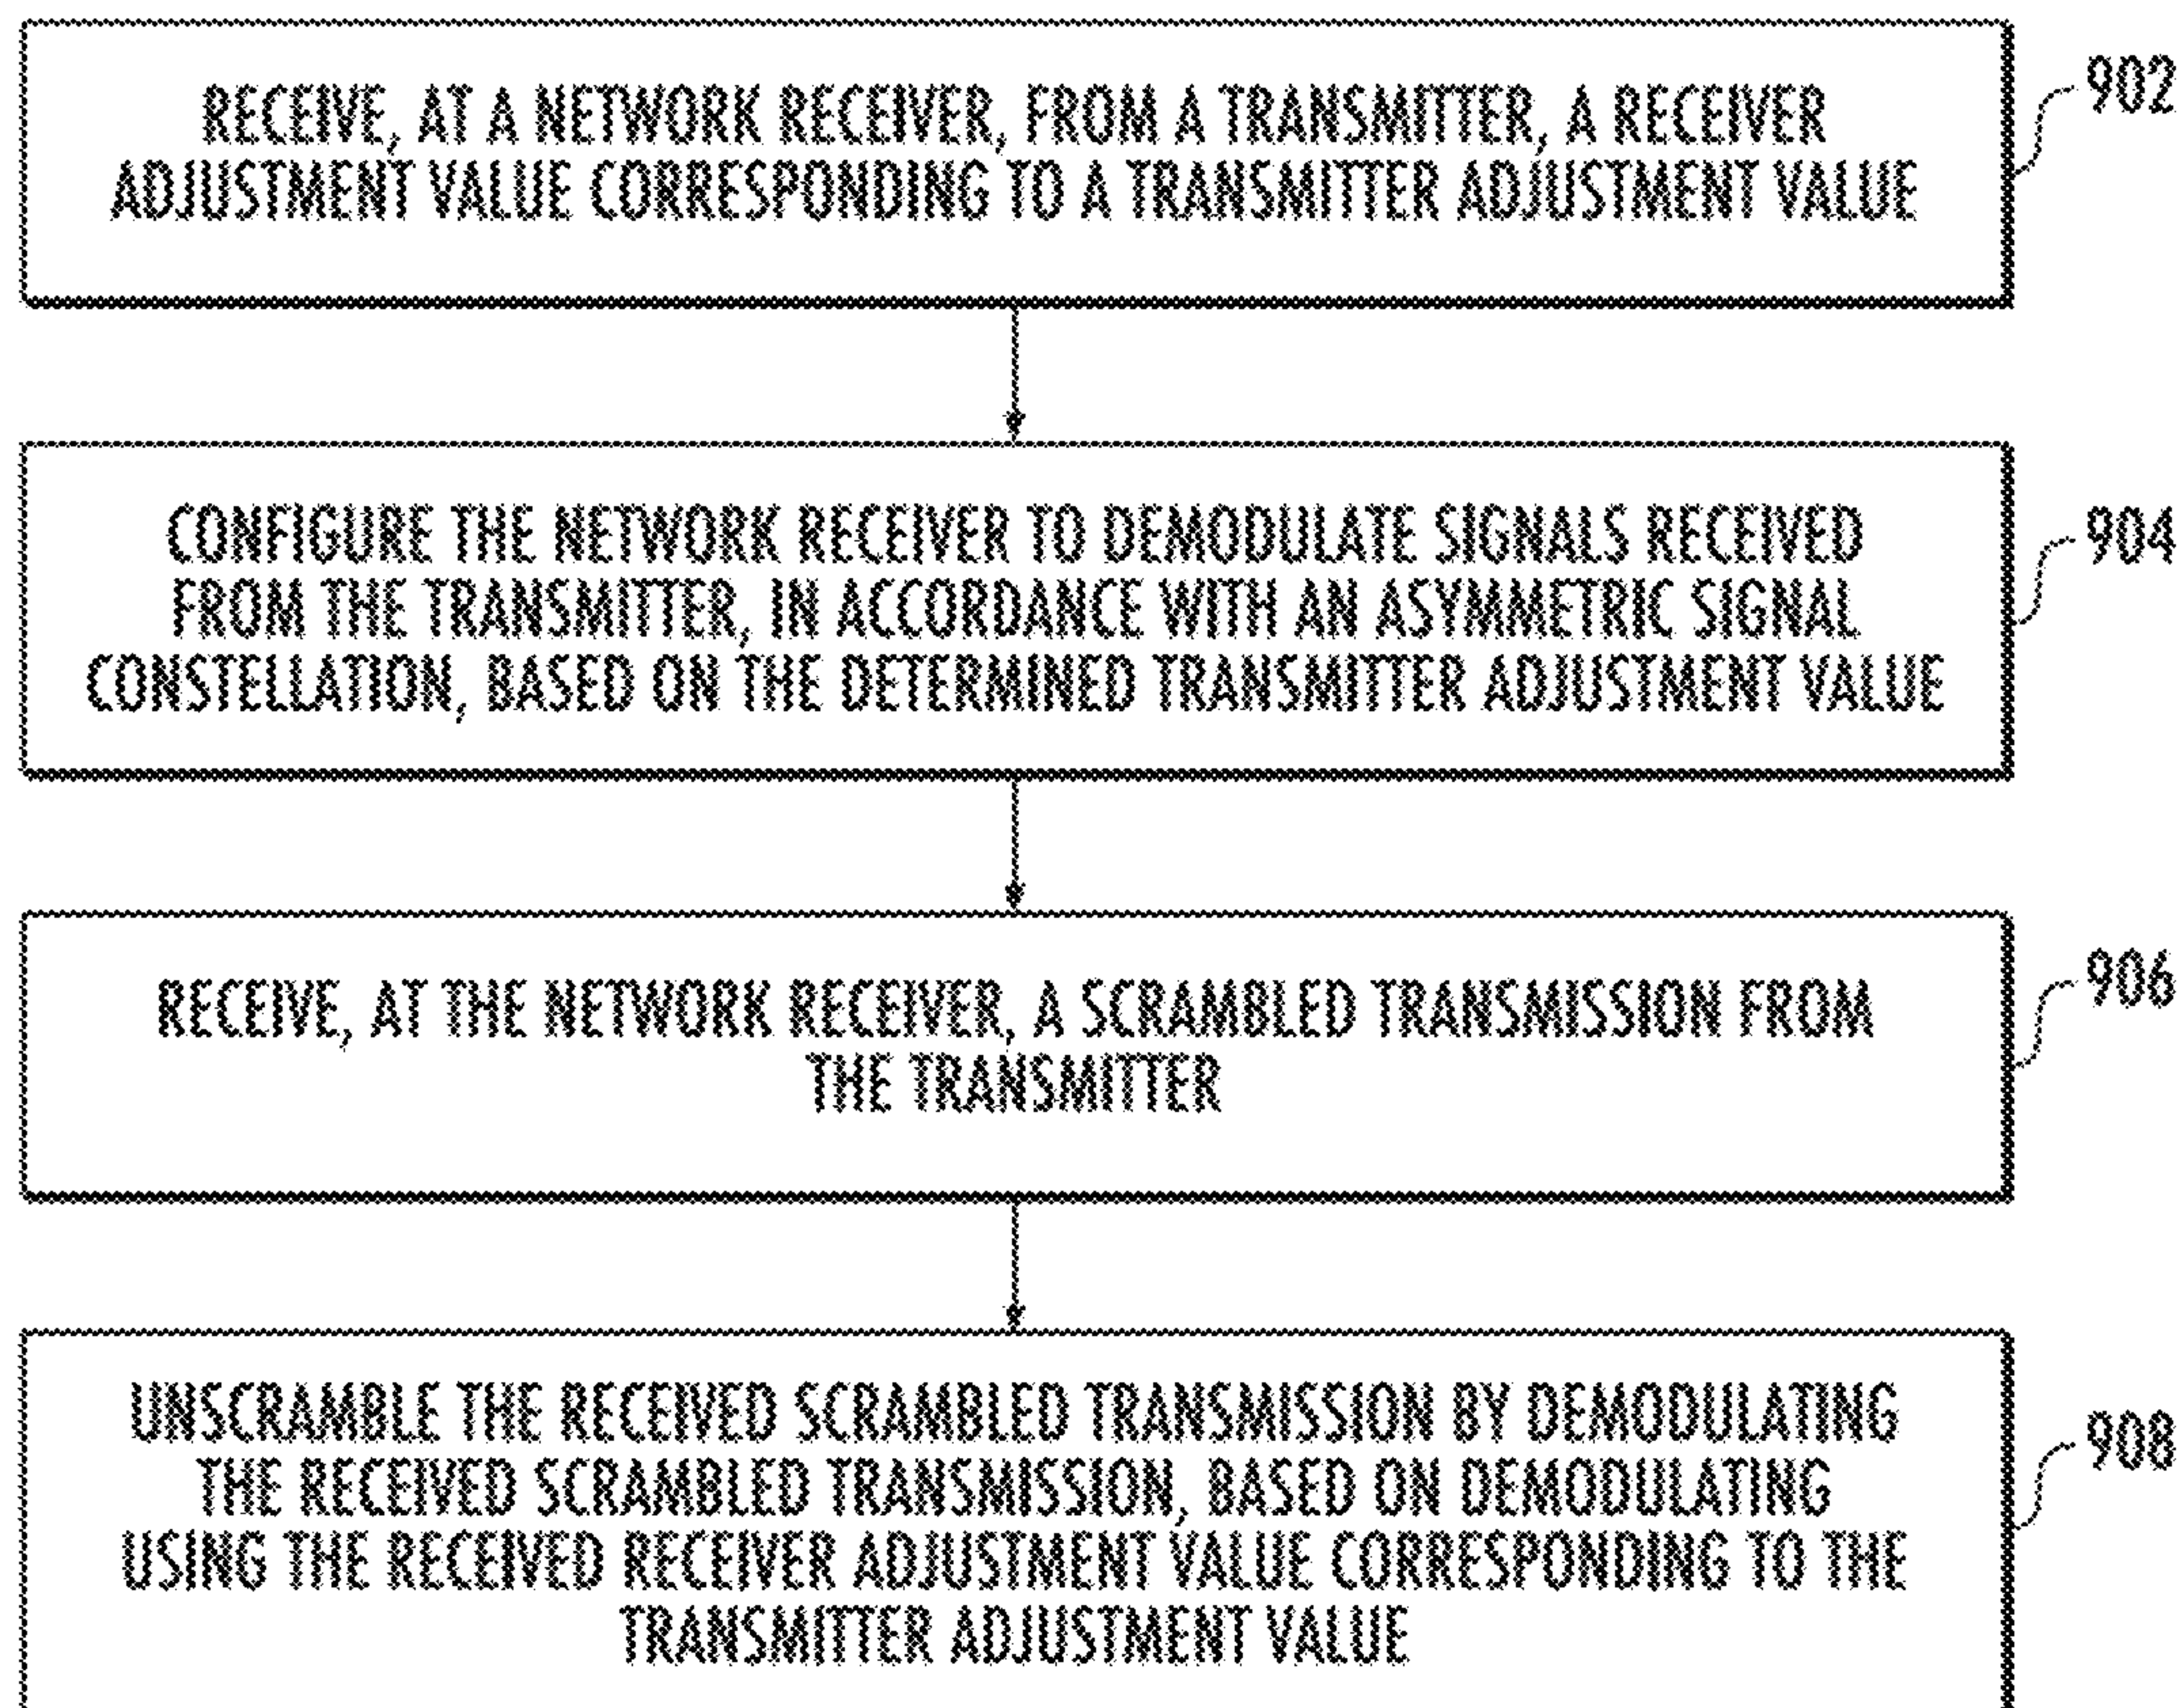 RECEIVE, AT A NETWORK RECEIVER, FROM A TRANSMITTER, A RECEIVER
ADJUSTMENT VALUE CORRESPONDING TO A TRANSMITTER ADJUSTMENT VALUE
902
CONFIGURE THE NETWORK RECEIVER TO DEMODULATE SIGNALS RECEIVED
FROM THE TRANSMITTER, IN ACCORDANCE WITH AN ASYMMETRIC SIGNAL
CONSTELLATION, BASED ON THE DETERMINED TRANSMITTER ADJUSTMENT VALUE
904
RECEIVE, AT THE NETWORK RECEIVER, A SCRAMBLED TRANSMISSION FROM
THE TRANSMITTER
906
UNSCRAMBLE THE RECEIVED SCRAMBLED TRANSMISSION BY DEMODULATING
THE RECEIVED SCRAMBLED TRANSMISSION, BASED ON DEMODULATING
USING THE RECEIVED RECEIVER ADJUSTMENT VALUE CORRESPONDING TO THE
TRANSMITTER ADJUSTMENT VALUE
908